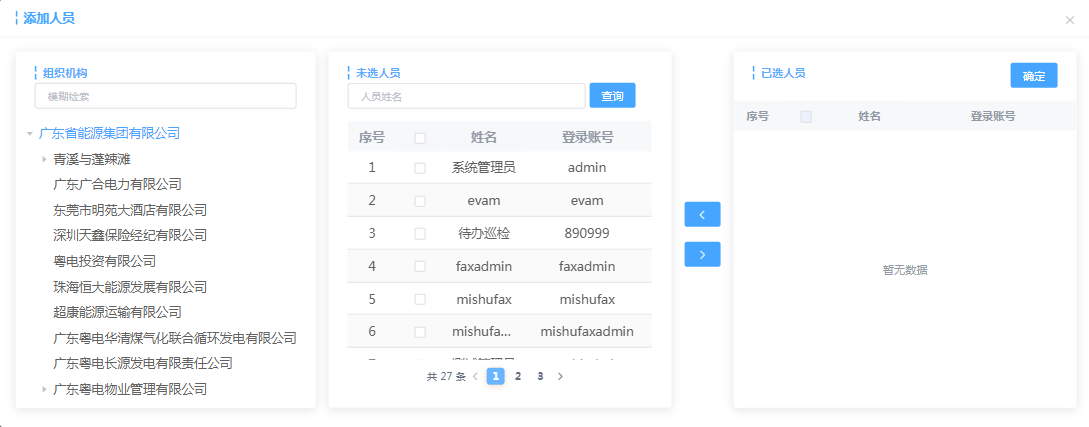 添加人员
×
组织机构
模糊检索
广东省能源集团有限公司
青溪与蓬辣滩
广东广合电力有限公司
东莞市明苑大酒店有限公司
深圳天鑫保险经纪有限公司
粤电投资有限公司
珠海恒大能源发展有限公司
超康能源运输有限公司
广东粤电华清煤气化联合循环发电有限公司
广东粤电长源发电有限责任公司
广东粤电物业管理有限公司
未选人员
人员姓名 查询
序号 姓名 登录账号
1 系统管理员 admin
2 evam evam
3 待办巡检 890999
4 faxadmin faxadmin
5 mishufax mishufax
6 mishufa... mishufaxadmin
共 27 条 < 1 2 3 >
<
>
已选人员 确定
序号 姓名 登录账号
暂无数据